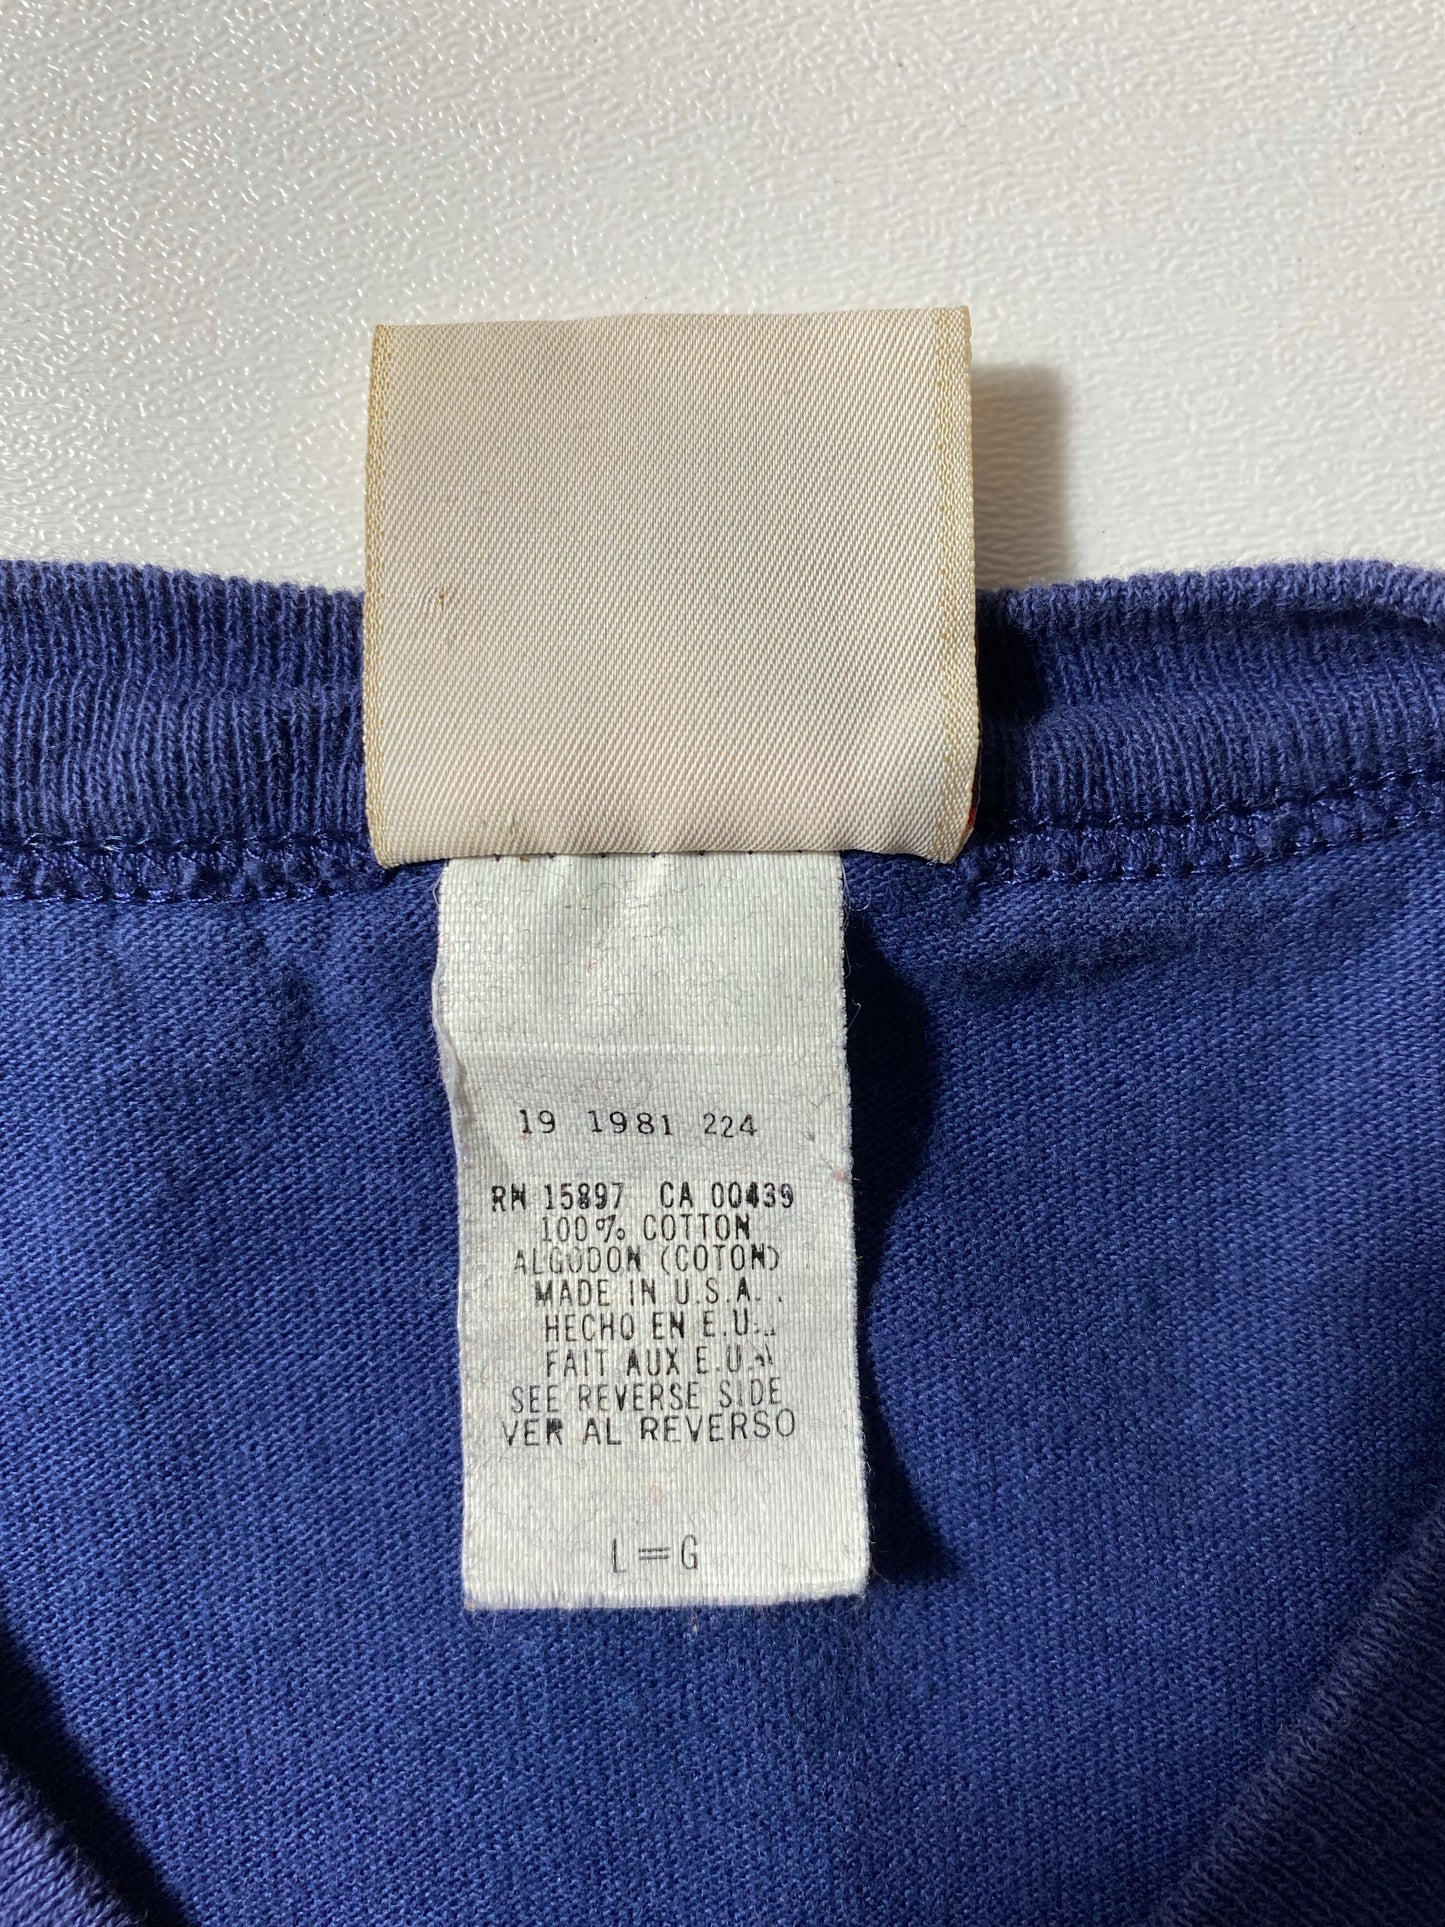 19 1981 224
RN 15897 CA 00439
100% COTTON
ALGODON (COTON)
MADE IN U.S.A.
HECHO EN E.U.
FAIT AUX E.U.A
SEE REVERSE SIDE
VER AL REVERSO
L=G